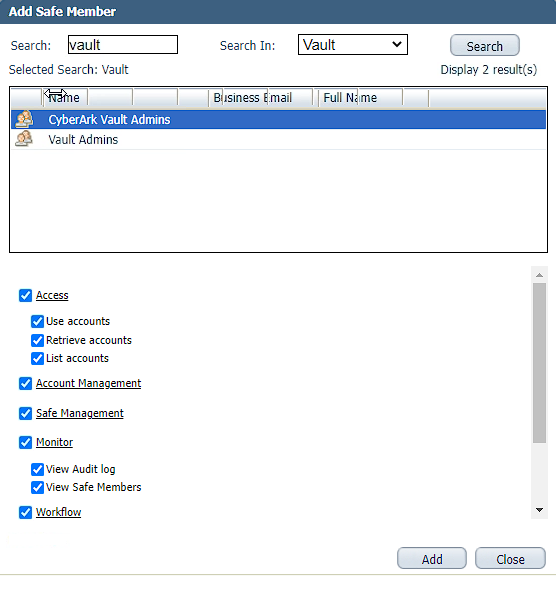 Add Safe Member
Search: vault Search In: Vault Search
Selected Search: Vault Display 2 result(s)
Name Business Email Full Name
CyberArk Vault Admins
Vault Admins
Access
Use accounts
Retrieve accounts
List accounts
Account Management
Safe Management
Monitor
View Audit log
View Safe Members
Workflow
Add Close